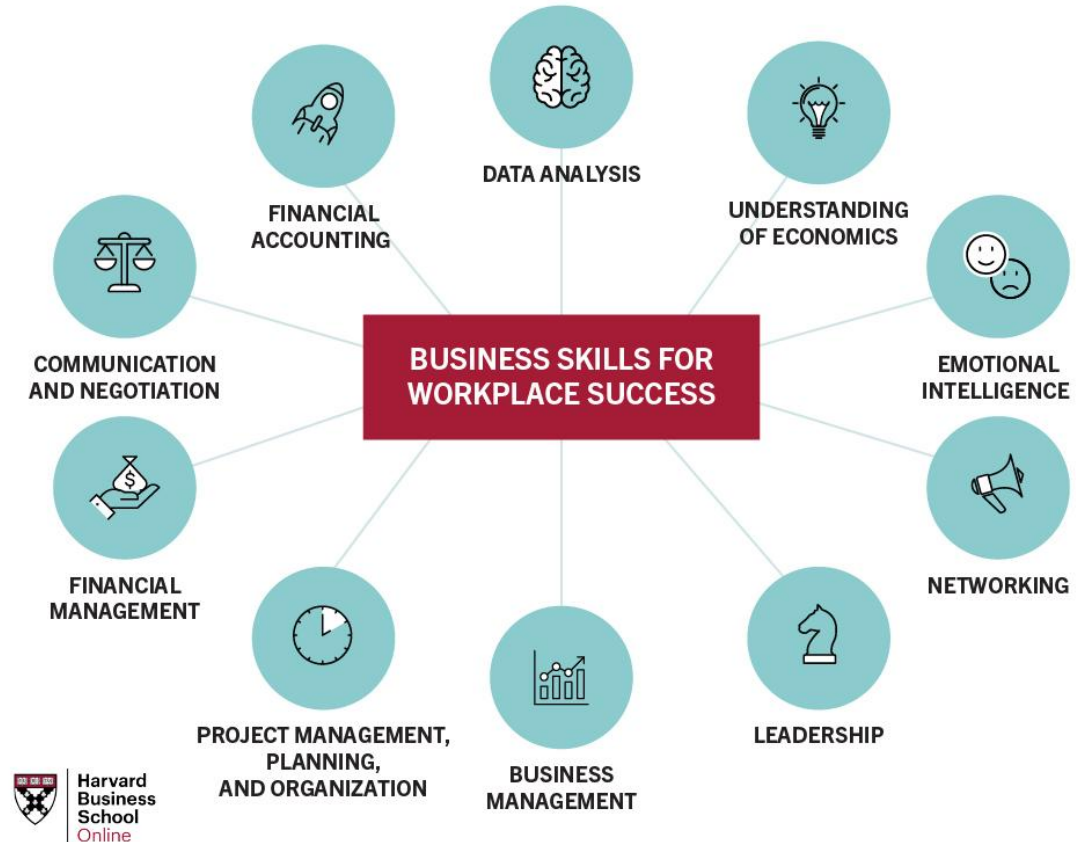 DATA ANALYSIS
FINANCIAL
ACCOUNTING
UNDERSTANDING
OF ECONOMICS
COMMUNICATION
AND NEGOTIATION
BUSINESS SKILLS FOR
WORKPLACE SUCCESS
EMOTIONAL
INTELLIGENCE
$
FINANCIAL
MANAGEMENT
NETWORKING
PROJECT MANAGEMENT,
PLANNING,
AND ORGANIZATION
BUSINESS
MANAGEMENT
LEADERSHIP
Harvard
Business
School
Online